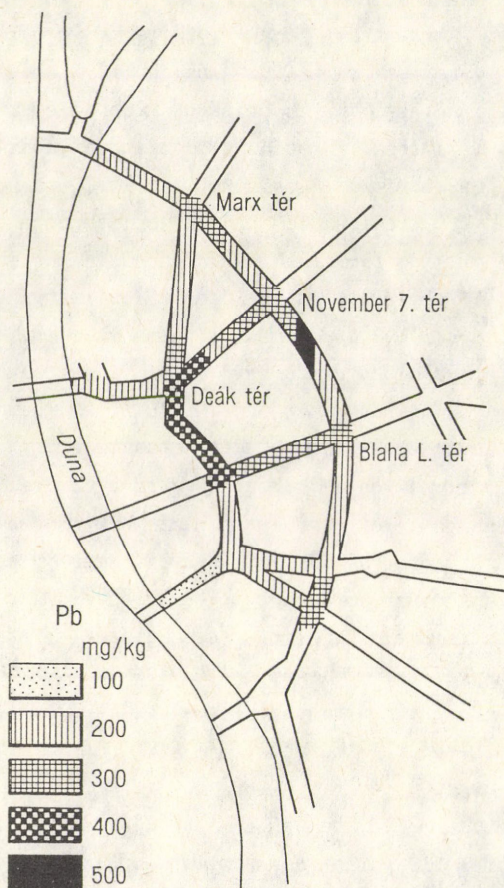 Marx tér
November 7. tér
Deák tér
Blaha L. tér
Duna
Pb
mg/kg
100
200
300
400
500